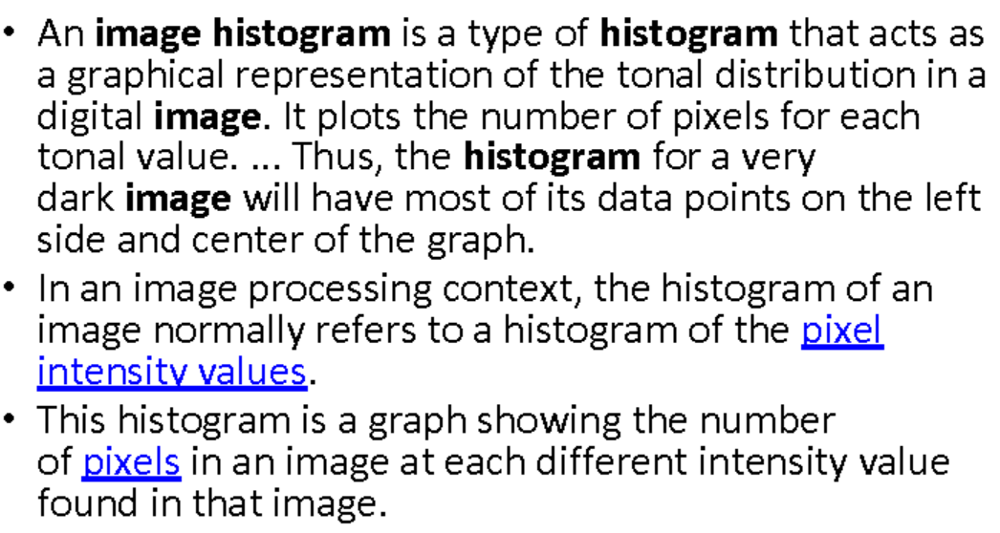 • An image histogram is a type of histogram that acts as
a graphical representation of the tonal distribution in a
digital image. It plots the number of pixels for each
tonal value. ... Thus, the histogram for a very
dark image will have most of its data points on the left
side and center of the graph.
• In an image processing context, the histogram of an
image normally refers to a histogram of the pixel
intensity values.
• This histogram is a graph showing the number
of pixels in an image at each different intensity value
found in that image.